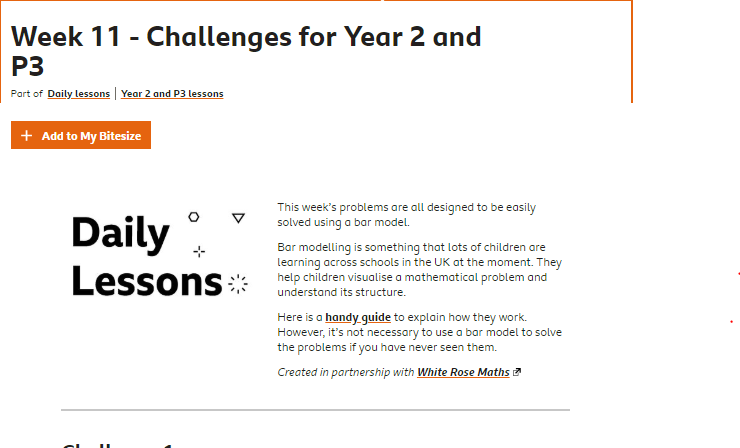 Week 11 - Challenges for Year 2 and
P3
Part of Daily lessons | Year 2 and P3 lessons
+ Add to My Bitesize
Daily
Lessons
This week's problems are all designed to be easily
solved using a bar model.
Bar modelling is something that lots of children are
learning across schools in the UK at the moment. They
help children visualise a mathematical problem and
understand its structure.
Here is a handy guide to explain how they work.
However, it's not necessary to use a bar model to solve
the problems if you have never seen them.
Created in partnership with White Rose Maths